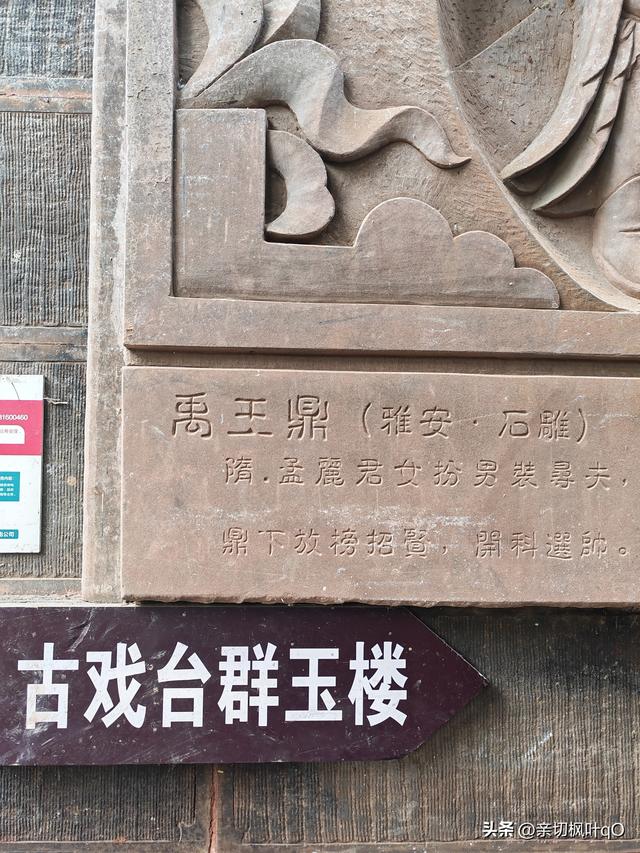 禹王鼎（雅安·石雕）
隋.孟麗君女扮男裝尋夫，
鼎下放榜招賢，開科選帥。
81600460
古戏台群玉楼
头条 @亲切枫叶qO